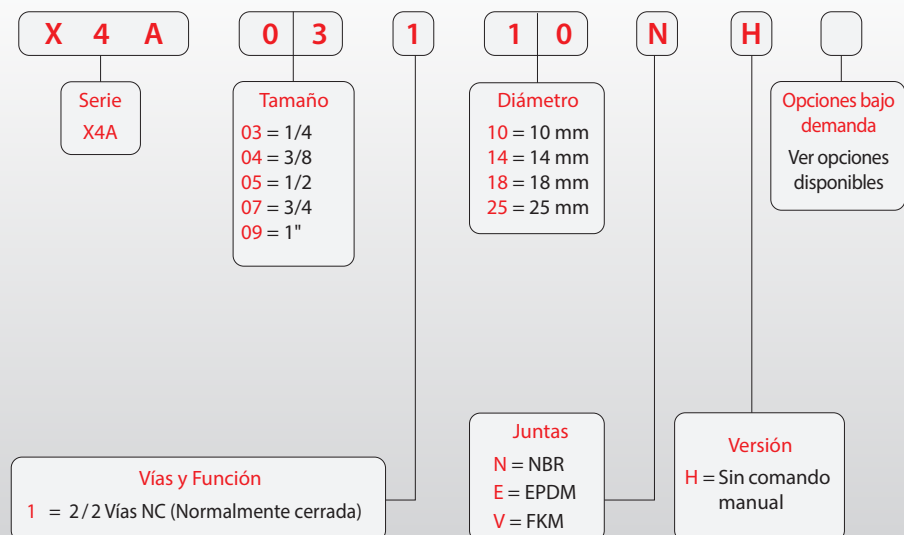 X 4 A 0 3 1 1 0 N H
Serie
X4A
Tamaño
03 = 1/4
04 = 3/8
05 = 1/2
07 = 3/4
09 = 1"
Diámetro
10 = 10 mm
14 = 14 mm
18 = 18 mm
25 = 25 mm
Opciones bajo
demanda
Ver opciones
disponibles
Vías y Función
1 = 2/2 Vías NC (Normalmente cerrada)
Juntas
N = NBR
E = EPDM
V = FKM
Versión
H = Sin comando
manual